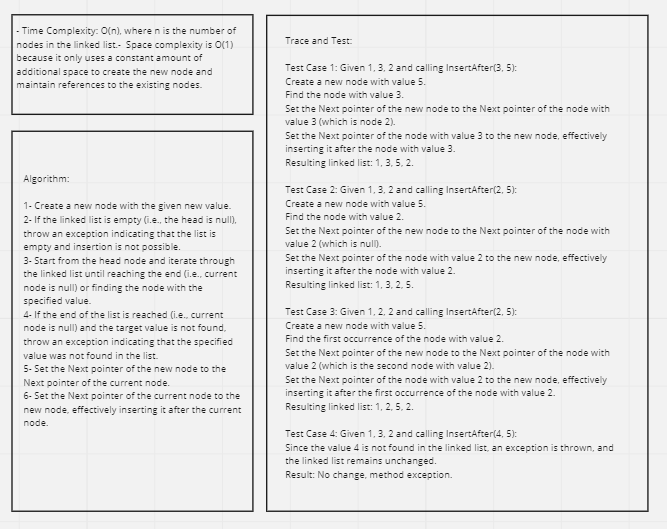 - Time Complexity: O(n), where n is the number of
nodes in the linked list.-  Space complexity is O(1)
because it only uses a constant amount of
additional space to create the new node and
maintain references to the existing nodes.
Algorithm:
1- Create a new node with the given new value.
2- If the linked list is empty (i.e., the head is null),
throw an exception indicating that the list is
empty and insertion is not possible.
3- Start from the head node and iterate through
the linked list until reaching the end (i.e., current
node is null) or finding the node with the
specified value.
4- If the end of the list is reached (i.e., current
node is null) and the target value is not found,
throw an exception indicating that the specified
value was not found in the list.
5- Set the Next pointer of the new node to the
Next pointer of the current node.
6- Set the Next pointer of the current node to the
new node, effectively inserting it after the current
node.
Trace and Test:
Test Case 1: Given 1, 3, 2 and calling InsertAfter(3, 5):
Create a new node with value 5.
Find the node with value 3.
Set the Next pointer of the new node to the Next pointer of the node with
value 3 (which is node 2).
Set the Next pointer of the node with value 3 to the new node, effectively
inserting it after the node with value 3.
Resulting linked list: 1, 3, 5, 2.
Test Case 2: Given 1, 3, 2 and calling InsertAfter(2, 5):
Create a new node with value 5.
Find the node with value 2.
Set the Next pointer of the new node to the Next pointer of the node with
value 2 (which is null).
Set the Next pointer of the node with value 2 to the new node, effectively
inserting it after the node with value 2.
Resulting linked list: 1, 3, 2, 5.
Test Case 3: Given 1, 2, 2 and calling InsertAfter(2, 5):
Create a new node with value 5.
Find the first occurrence of the node with value 2.
Set the Next pointer of the new node to the Next pointer of the node with
value 2 (which is the second node with value 2).
Set the Next pointer of the node with value 2 to the new node, effectively
inserting it after the first occurrence of the node with value 2.
Resulting linked list: 1, 2, 5, 2.
Test Case 4: Given 1, 3, 2 and calling InsertAfter(4, 5):
Since the value 4 is not found in the linked list, an exception is thrown, and
the linked list remains unchanged.
Result: No change, method exception.